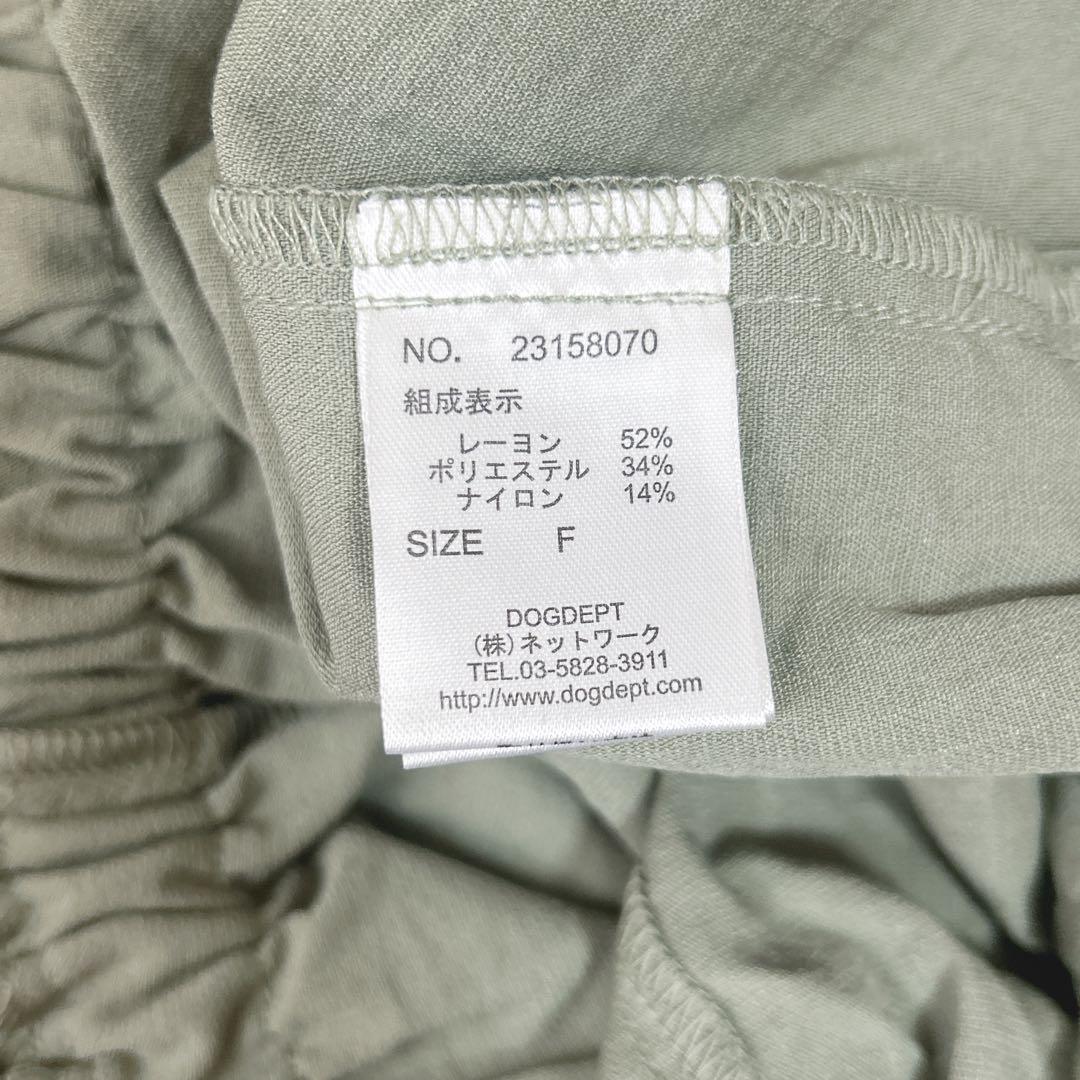 NO. 23158070
組成表示
レーヨン 52%
ポリエステル 34%
ナイロン 14%
SIZE F
DOGDEPT
(株)ネットワーク
TEL.03-5828-3911
http://www.dogdept.com